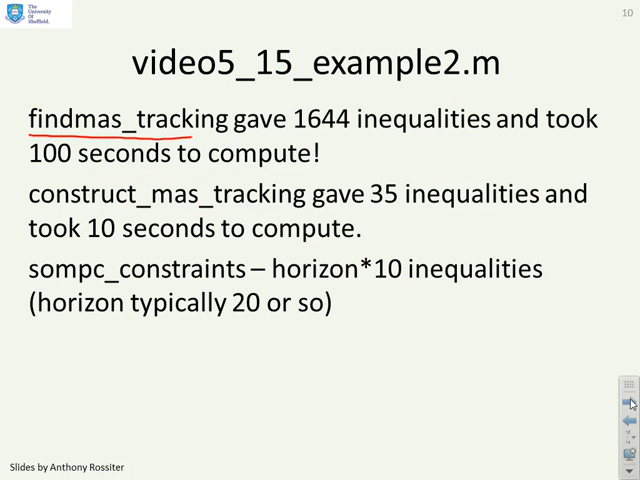 The
University
Of
Sheffield.
10
video5_15_example2.m
findmas_tracking gave 1644 inequalities and took
100 seconds to compute!
construct_mas_tracking gave 35 inequalities and
took 10 seconds to compute.
sompc_constraints – horizon*10 inequalities
(horizon typically 20 or so)
Slides by Anthony Rossiter